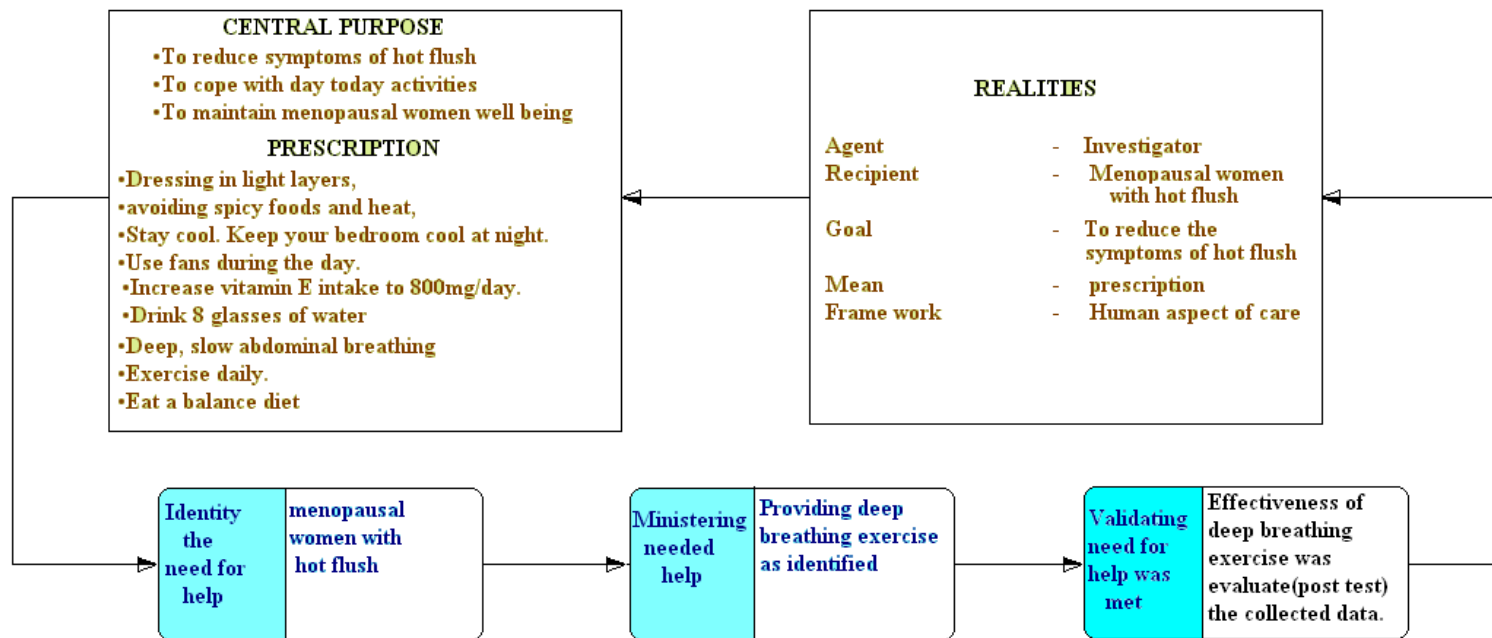 CENTRAL PURPOSE
•To reduce symptoms of hot flush
•To cope with day today activities
•To maintain menopausal women well being
PRESCRIPTION
•Dressing in light layers,
•avoiding spicy foods and heat,
•Stay cool. Keep your bedroom cool at night.
•Use fans during the day.
•Increase vitamin E intake to 800mg/day.
•Drink 8 glasses of water
•Deep, slow abdominal breathing
•Exercise daily.
•Eat a balance diet
REALITIES
Agent - Investigator
Recipient - Menopausal women
with hot flush
Goal - To reduce the
symptoms of hot flush
Mean - prescription
Frame work - Human aspect of care
Identity
the
need for
help
menopausal
women with
hot flush
Ministering
needed
help
Providing deep
breathing exercise
as identified
Validating
need for
help was
met
Effectiveness of
deep breathing
exercise was
evaluate(post test)
the collected data.